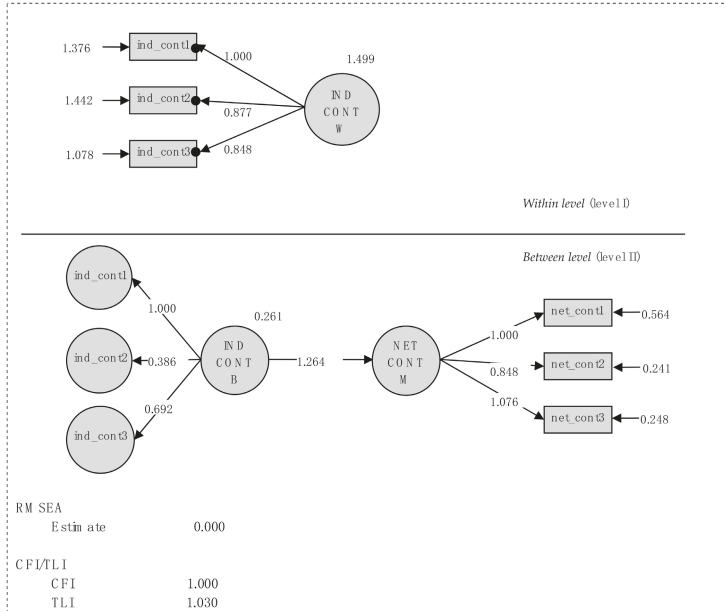 1.376
ind_cont1
1.000
1.499
1.442
ind_cont2
0.877
IND
CONT
W
1.078
ind_cont3
0.848
Within level (level I)
Between level (level II)
ind_cont1
1.000
0.261
ind_cont2
0.386
IND
CONT
B
1.264
0.692
ind_cont3
NET
CONT
M
1.000
net_cont1
0.564
0.848
net_cont2
0.241
1.076
net_cont3
0.248
RMSEA
Estimate 0.000
CFI/TLI
CFI 1.000
TLI 1.030